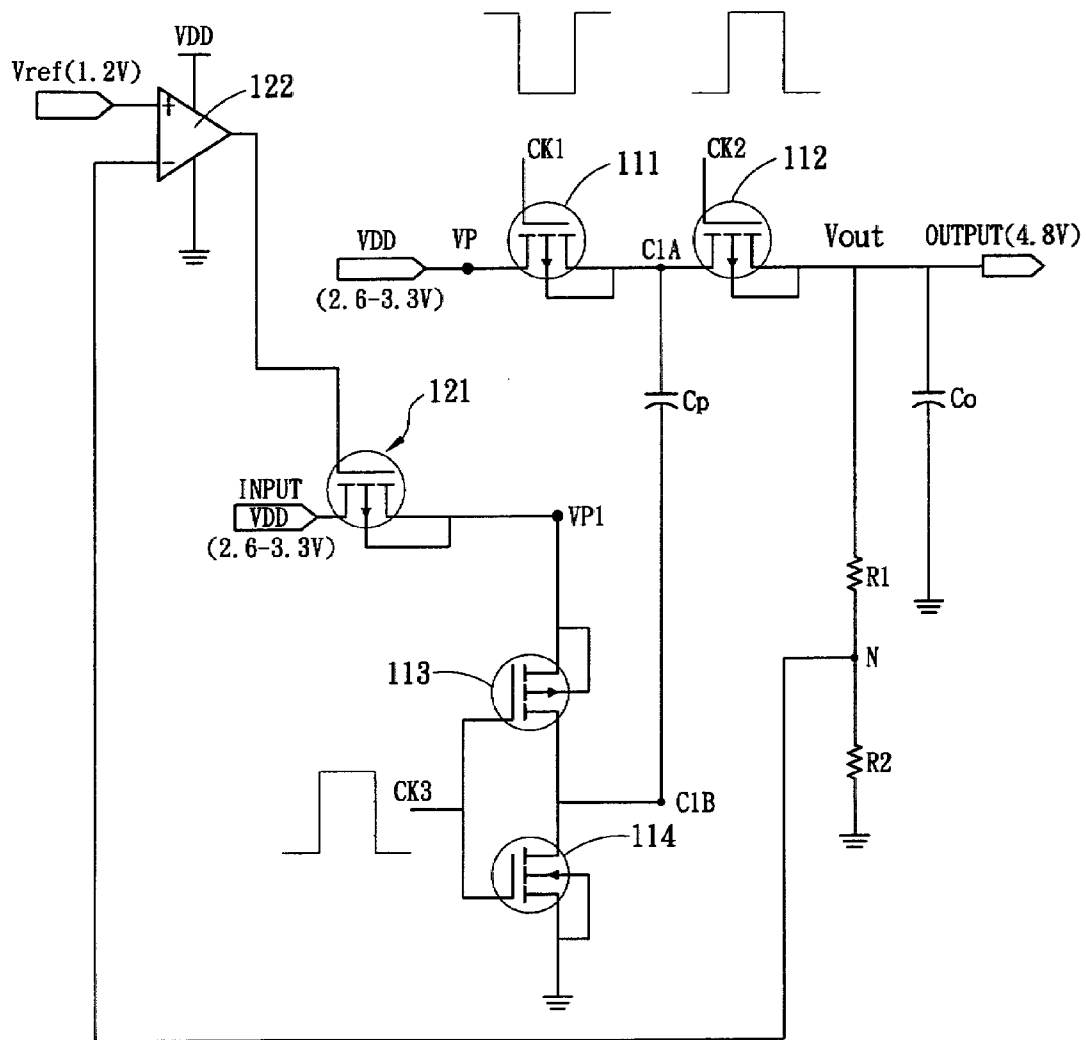 VDD
Vref(1.2V)
122
+
−
CK1
111
CK2
112
VDD
VP
C1A
Vout
OUTPUT(4.8V)
(2.6-3.3V)
121
Cp
Co
INPUT
VDD
VP1
(2.6-3.3V)
R1
113
N
R2
CK3
C1B
114